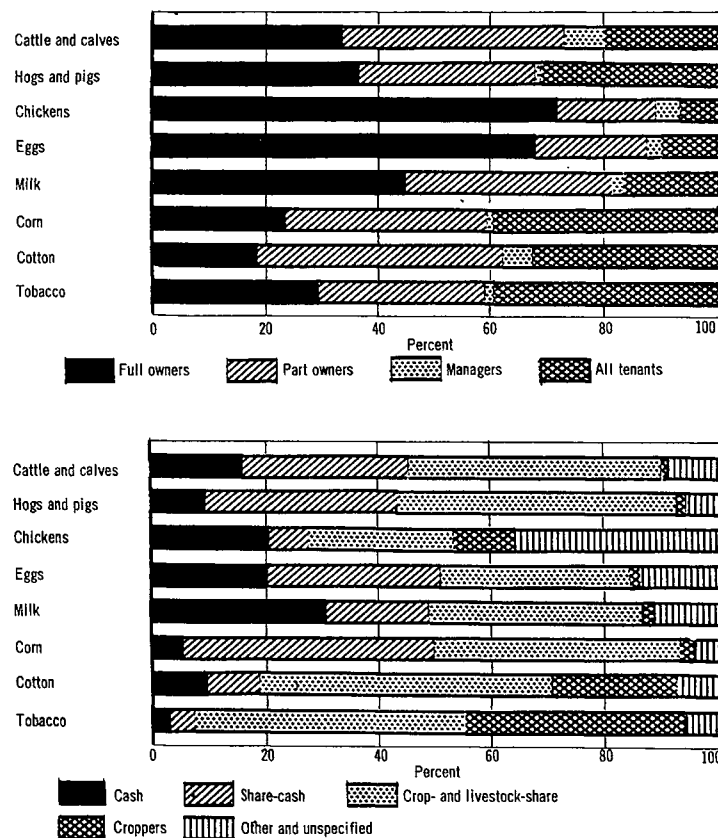 Cattle and calves
Hogs and pigs
Chickens
Eggs
Milk
Corn
Cotton
Tobacco
0 20 40 60 80 100
Percent
Full owners Part owners Managers All tenants
Cattle and calves
Hogs and pigs
Chickens
Eggs
Milk
Corn
Cotton
Tobacco
0 20 40 60 80 100
Percent
Cash Share-cash Crop- and livestock-share
Croppers Other and unspecified